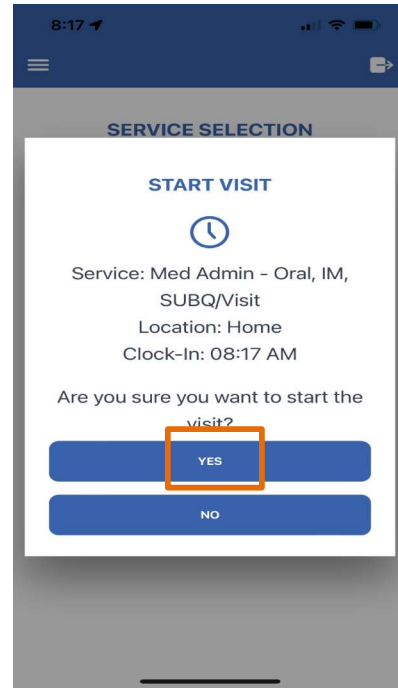 8:17
SERVICE SELECTION
START VISIT
Service: Med Admin - Oral, IM,
SUBQ/Visit
Location: Home
Clock-In: 08:17 AM
Are you sure you want to start the
visit?
YES
NO